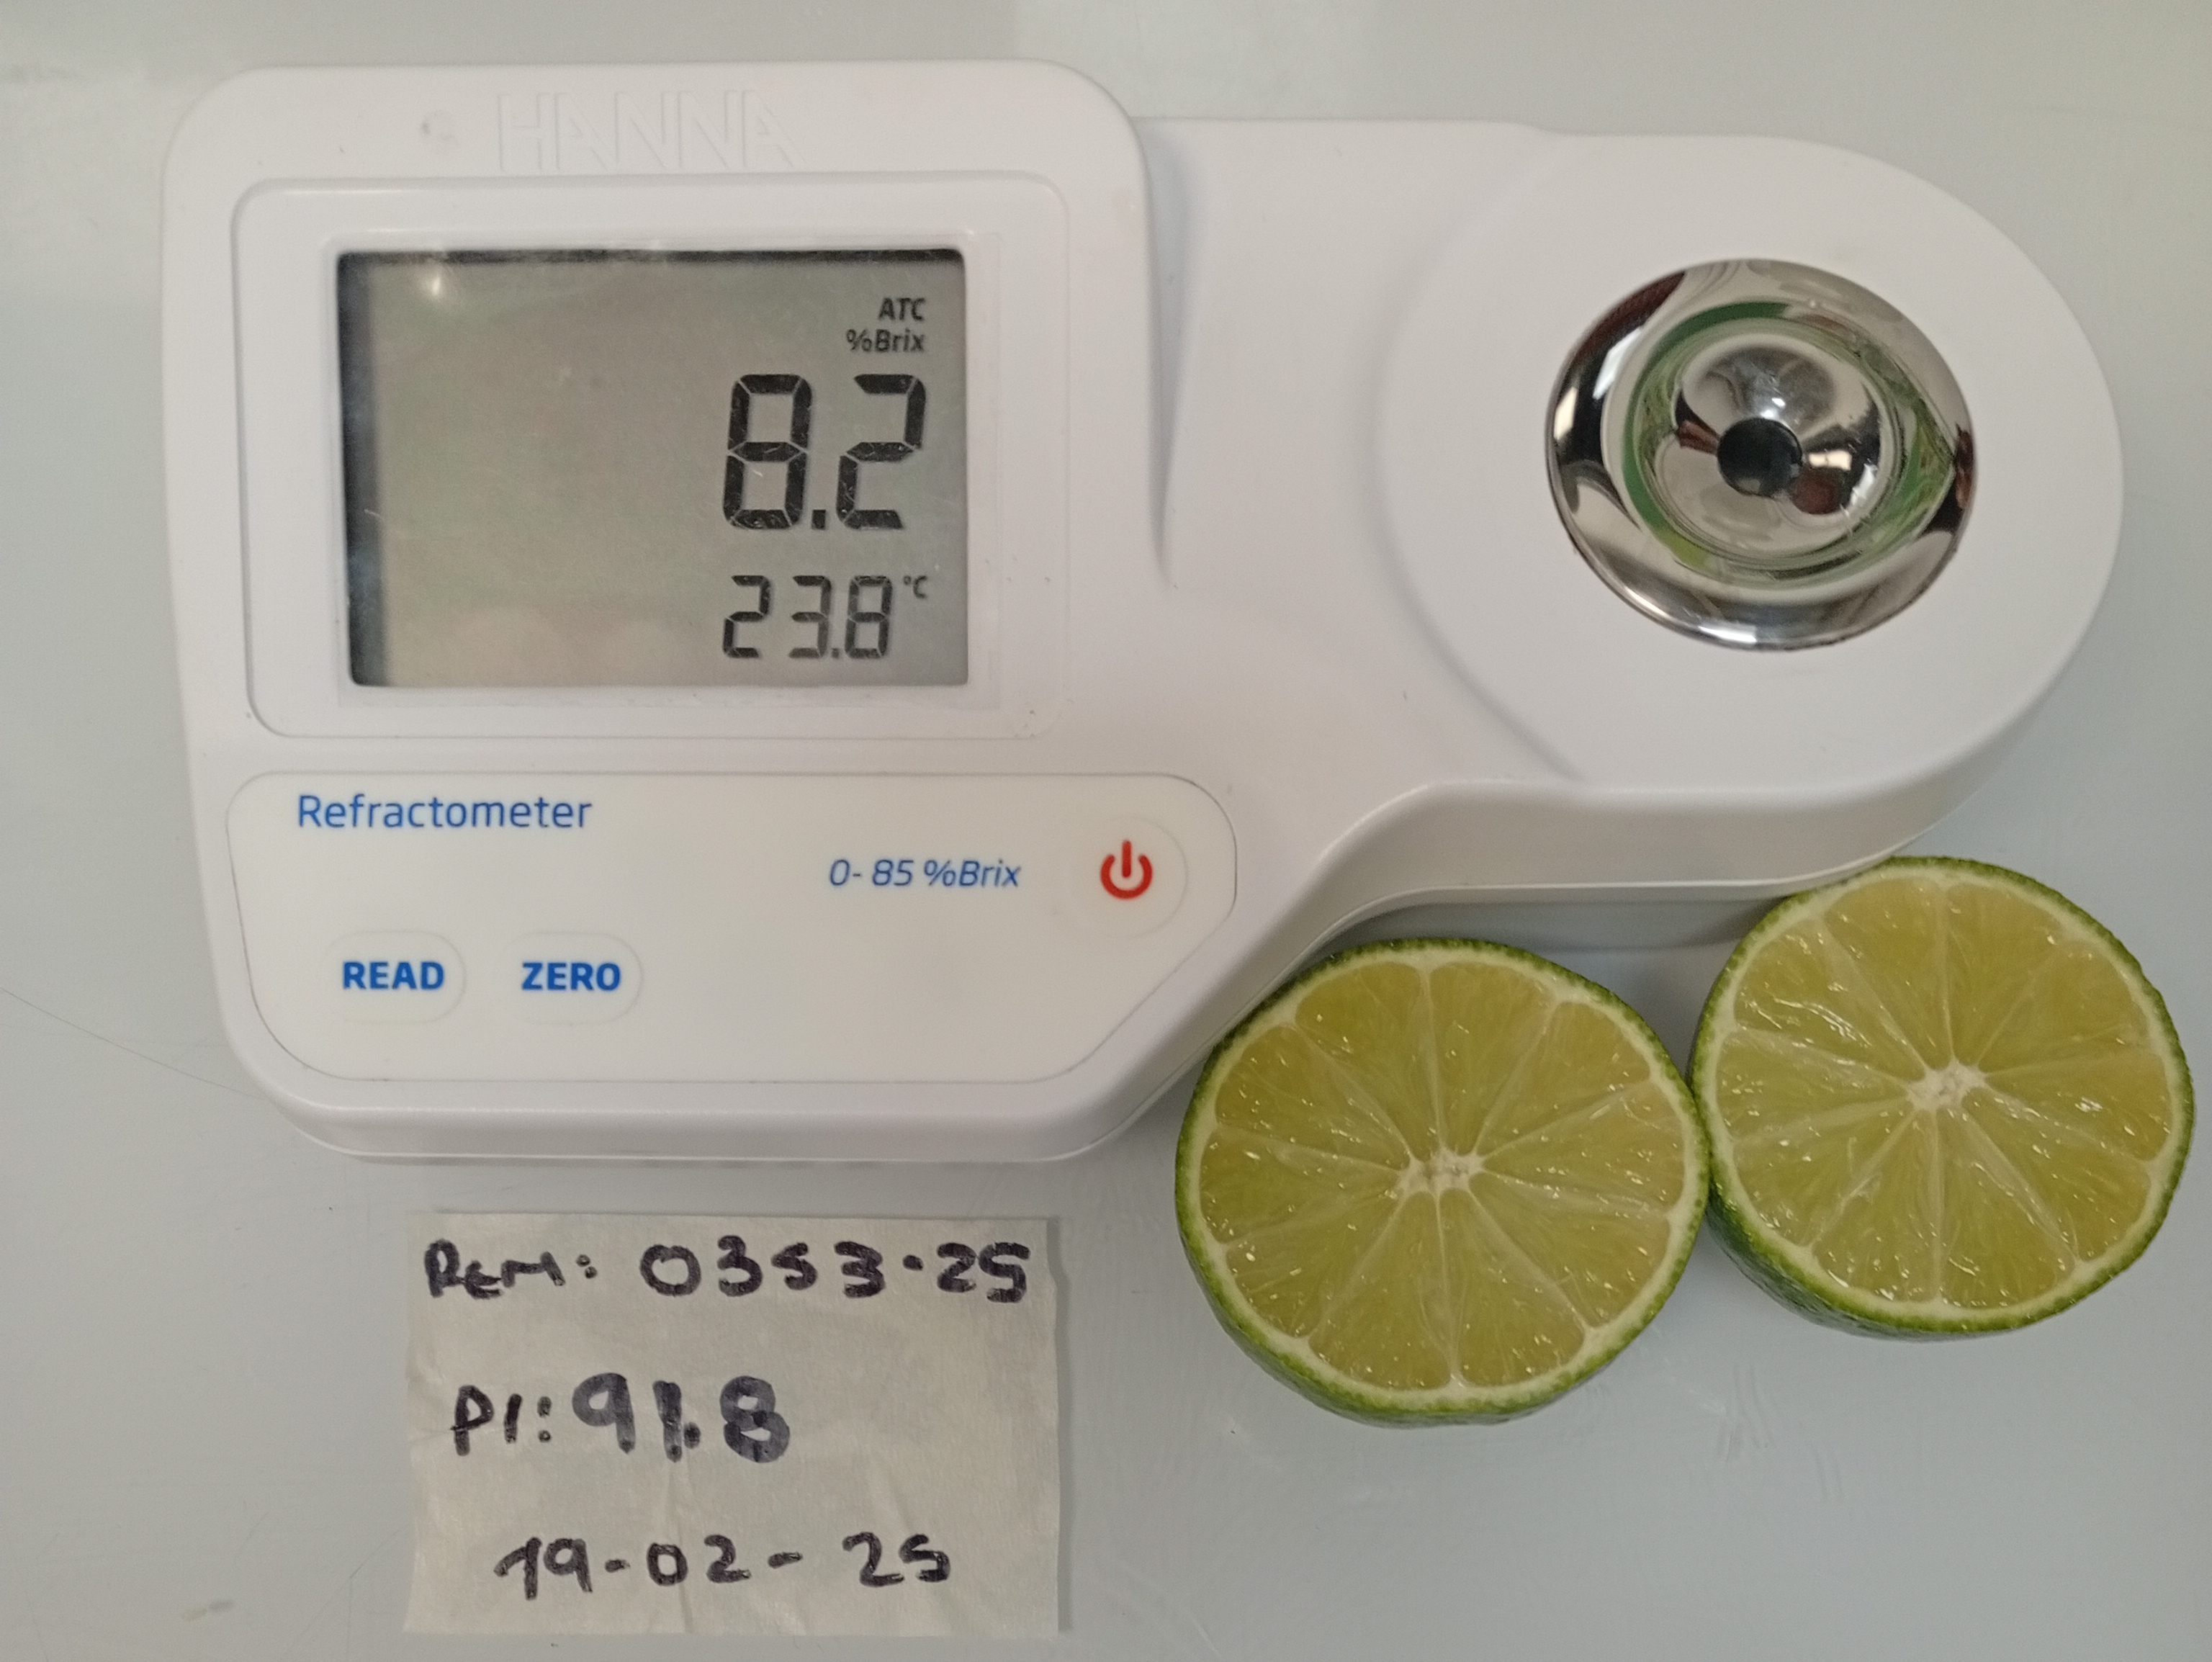 HANNA
ATC
%Brix
8.2
23.8 °C
Refractometer
0- 85 %Brix
READ ZERO
REM: 0353.25
PI: 91.8
19-02-25